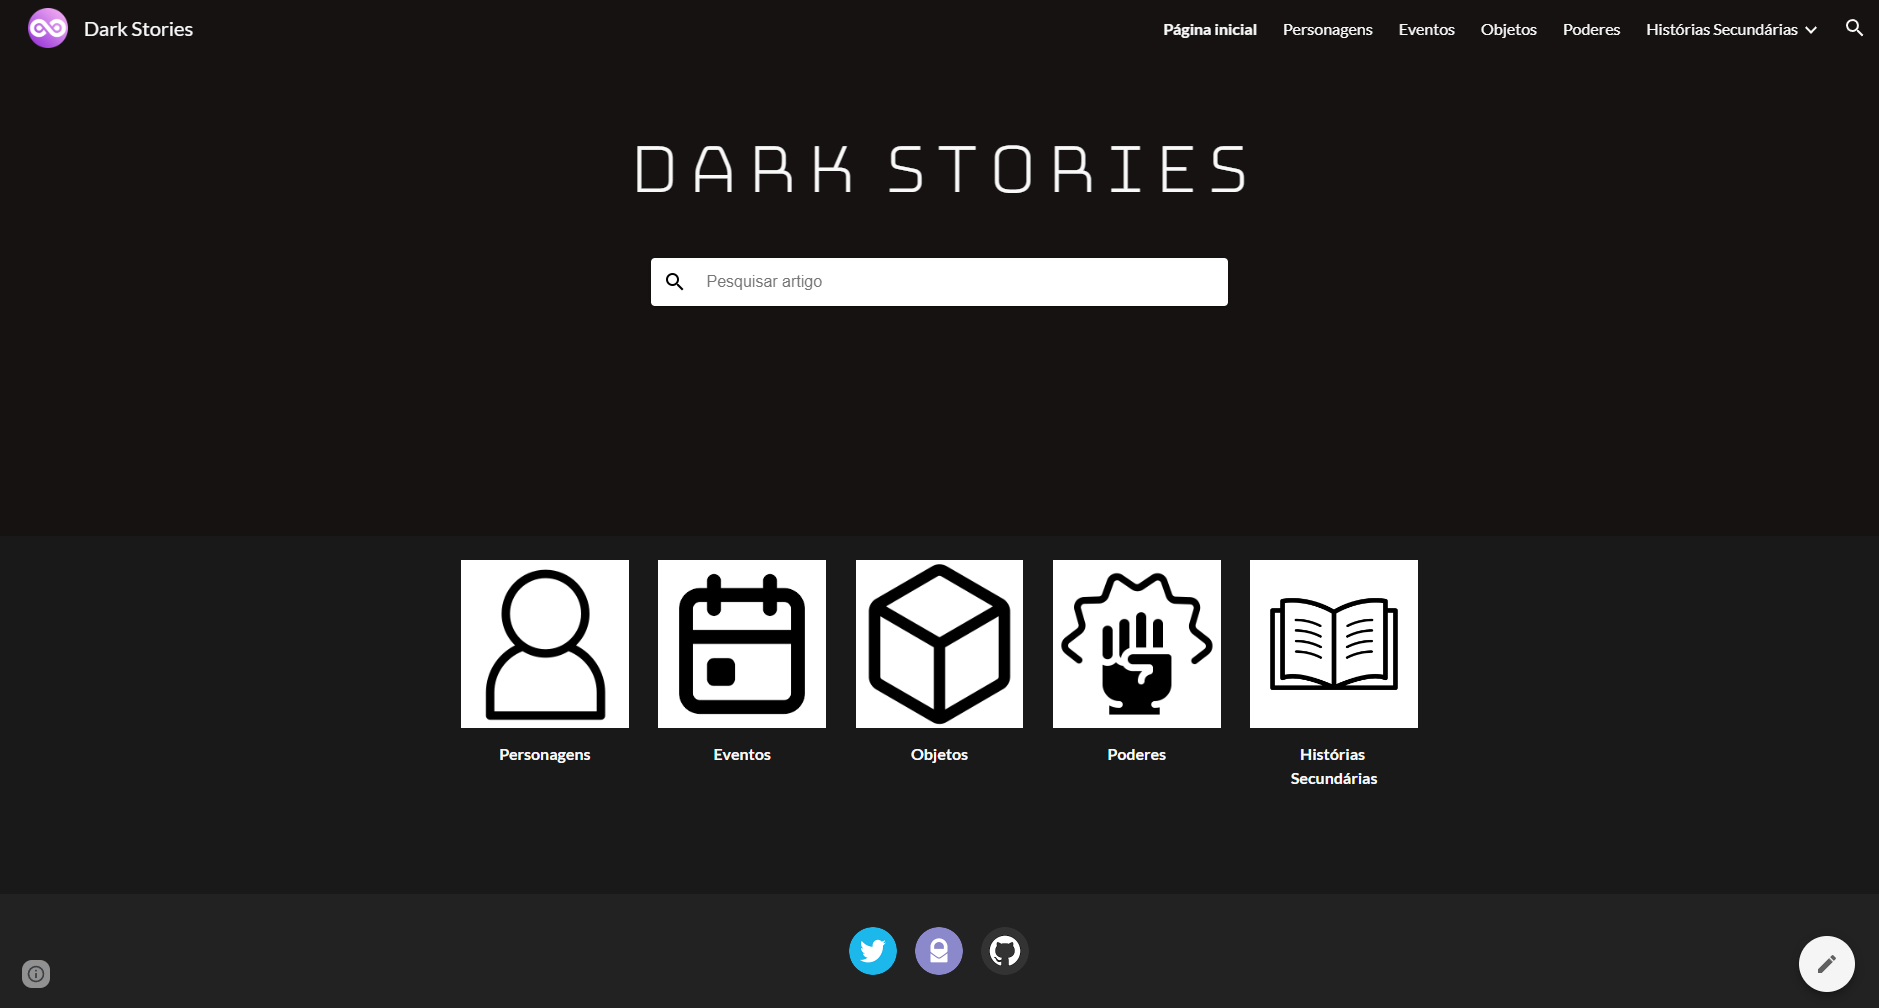 Dark Stories
Página inicial Personagens Eventos Objetos Poderes Histórias Secundárias
DARK STORIES
Pesquisar artigo
Personagens Eventos Objetos Poderes Histórias
Secundárias